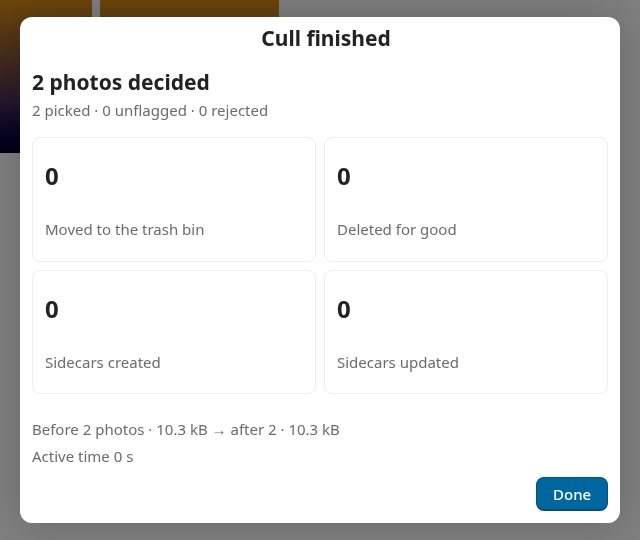 Cull finished
2 photos decided
2 picked · 0 unflagged · 0 rejected
0
Moved to the trash bin
0
Deleted for good
0
Sidecars created
0
Sidecars updated
Before 2 photos · 10.3 kB → after 2 · 10.3 kB
Active time 0 s
Done